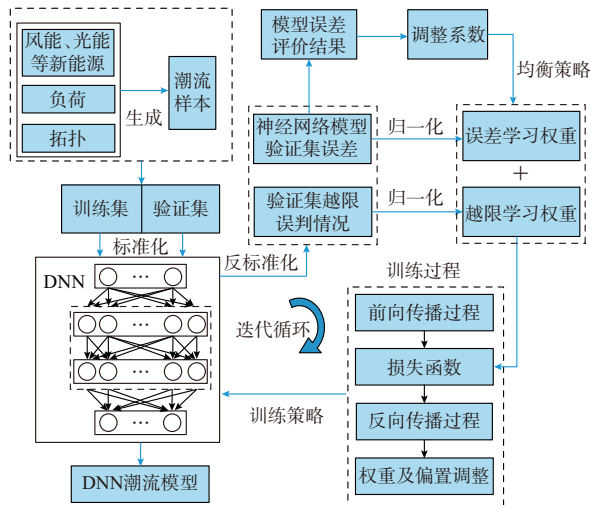 风能、光能
等新能源
负荷
拓扑
生成
潮流
样本
训练集
验证集
标准化
DNN
DNN潮流模型
反标准化
模型误差
评价结果
调整系数
均衡策略
神经网络模型
验证集误差
归一化
误差学习权重
+
验证集越限
误判情况
归一化
越限学习权重
迭代循环
训练策略
训练过程
前向传播过程
损失函数
反向传播过程
权重及偏置调整